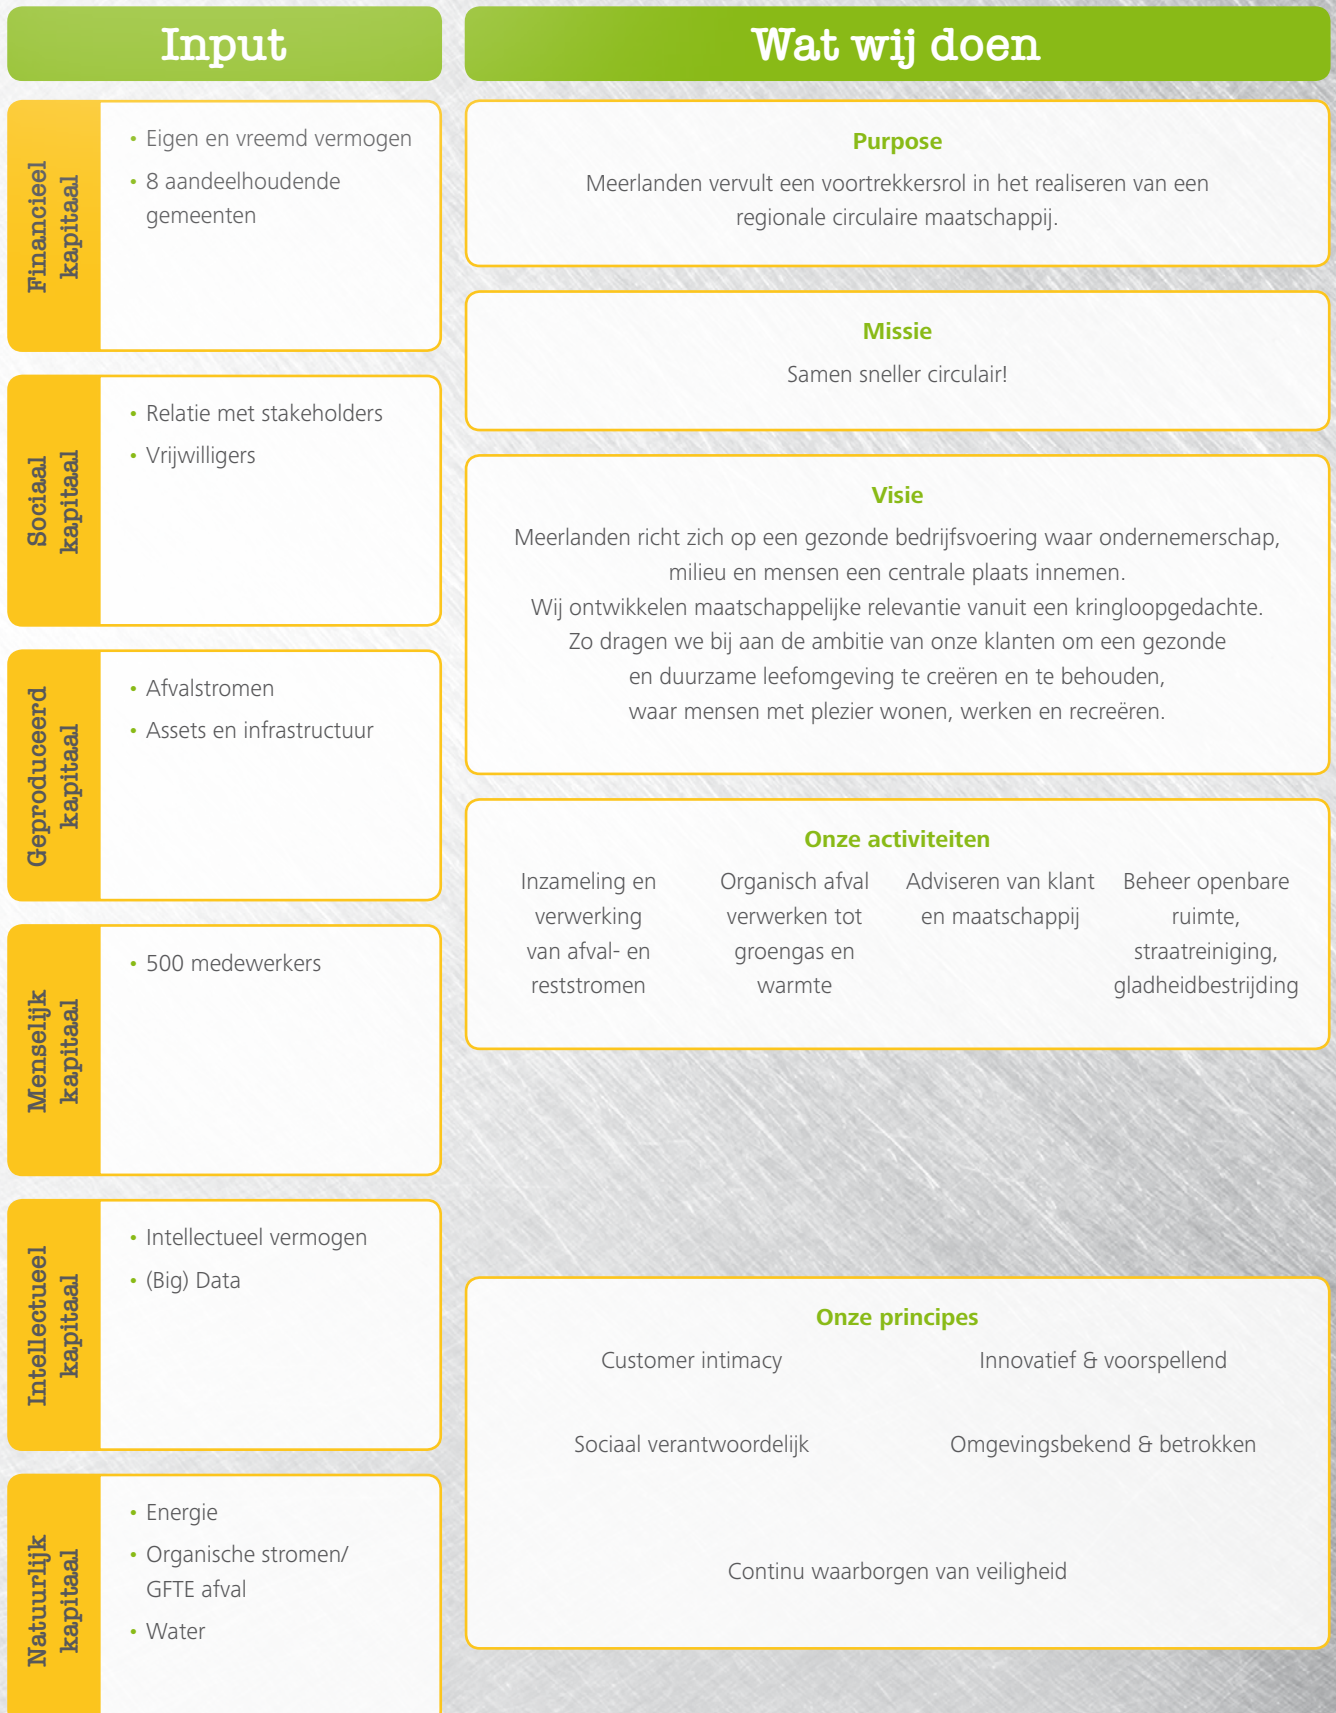 Input
Financieel
kapitaal
• Eigen en vreemd vermogen
• 8 aandeelhoudende
gemeenten
Sociaal
kapitaal
• Relatie met stakeholders
• Vrijwilligers
Geproduceerd
kapitaal
• Afvalstromen
• Assets en infrastructuur
Menselijk
kapitaal
• 500 medewerkers
Intellectueel
kapitaal
• Intellectueel vermogen
• (Big) Data
Natuurlijk
kapitaal
• Energie
• Organische stromen/
GFTE afval
• Water
Wat wij doen
Purpose
Meerlanden vervult een voortrekkersrol in het realiseren van een
regionale circulaire maatschappij.
Missie
Samen sneller circulair!
Visie
Meerlanden richt zich op een gezonde bedrijfsvoering waar ondernemerschap,
milieu en mensen een centrale plaats innemen.
Wij ontwikkelen maatschappelijke relevantie vanuit een kringloopgedachte.
Zo dragen we bij aan de ambitie van onze klanten om een gezonde
en duurzame leefomgeving te creëren en te behouden,
waar mensen met plezier wonen, werken en recreëren.
Onze activiteiten
Inzameling en
verwerking
van afval- en
reststromen
Organisch afval
verwerken tot
groengas en
warmte
Adviseren van klant
en maatschappij
Beheer openbare
ruimte,
straatreiniging,
gladheidbestrijding
Onze principes
Customer intimacy
Innovatief & voorspellend
Sociaal verantwoordelijk
Omgevingsbekend & betrokken
Continu waarborgen van veiligheid